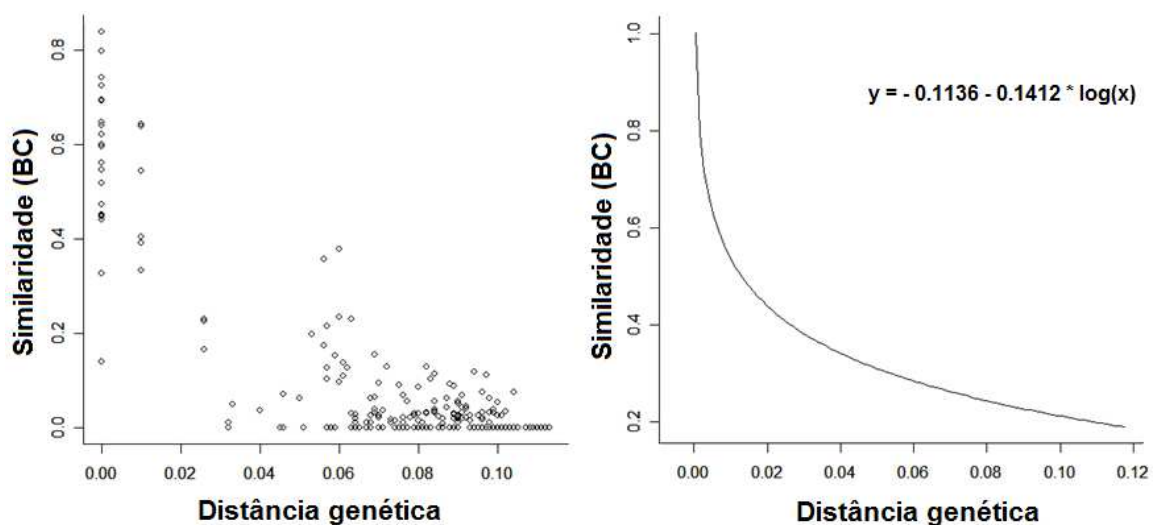 Similaridade (BC)
0.8
0.6
0.4
0.2
0.0
0.00 0.02 0.04 0.06 0.08 0.10
Distância genética
y = - 0.1136 - 0.1412 * log(x)
Similaridade (BC)
1.0
0.8
0.6
0.4
0.2
0.00 0.02 0.04 0.06 0.08 0.10 0.12
Distância genética